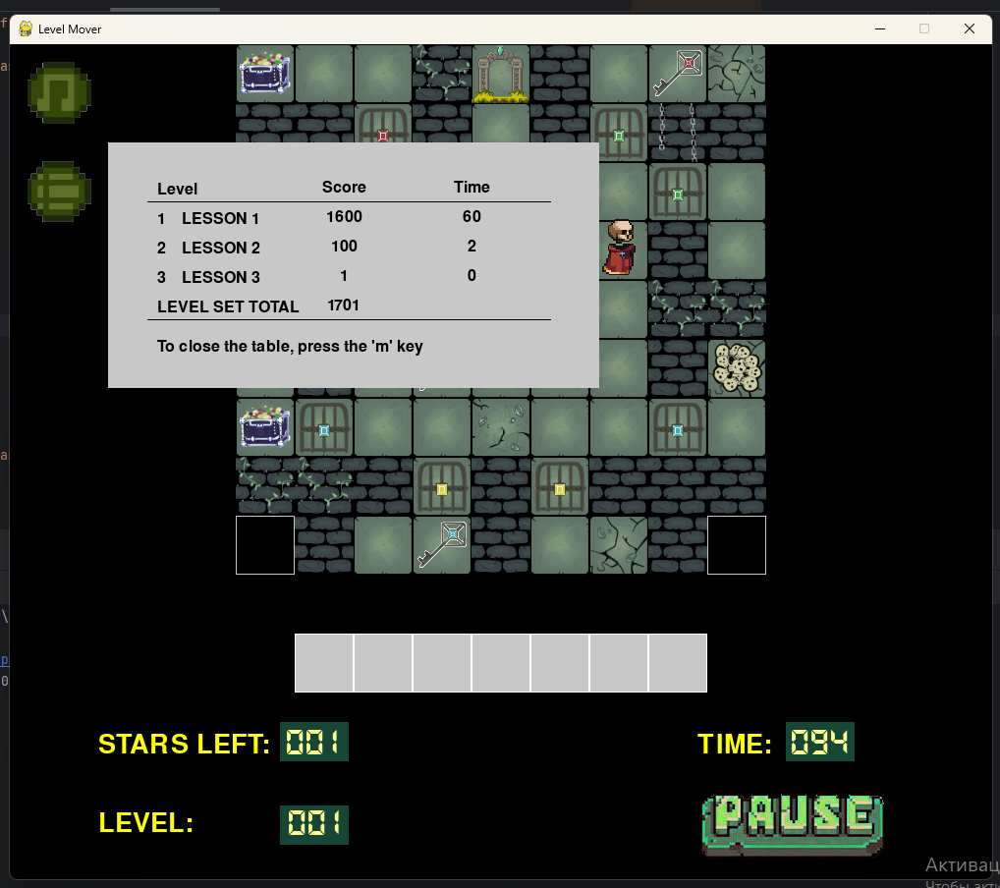 Level Mover
Level Score Time
1 LESSON 1 1600 60
2 LESSON 2 100 2
3 LESSON 3 1 0
LEVEL SET TOTAL 1701
To close the table, press the 'm' key
STARS LEFT: 001
TIME: 094
LEVEL: 001
PAUSE
Активац